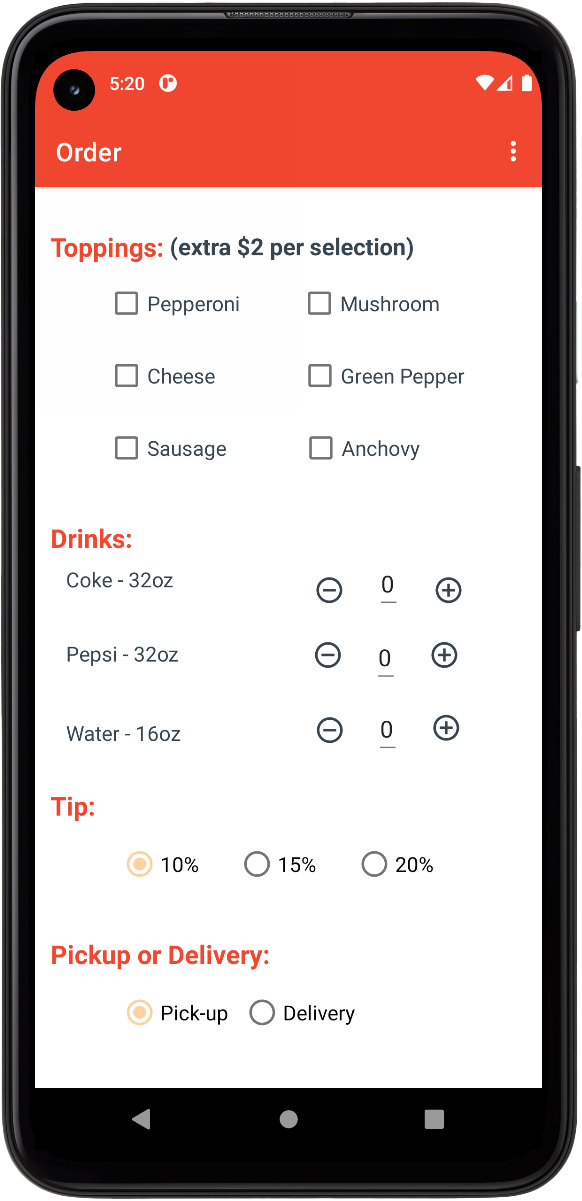 5:20
Order
Toppings: (extra $2 per selection)
Pepperoni Mushroom
Cheese Green Pepper
Sausage Anchovy
Drinks:
Coke - 32oz 0
Pepsi - 32oz 0
Water - 16oz 0
Tip:
10% 15% 20%
Pickup or Delivery:
Pick-up Delivery